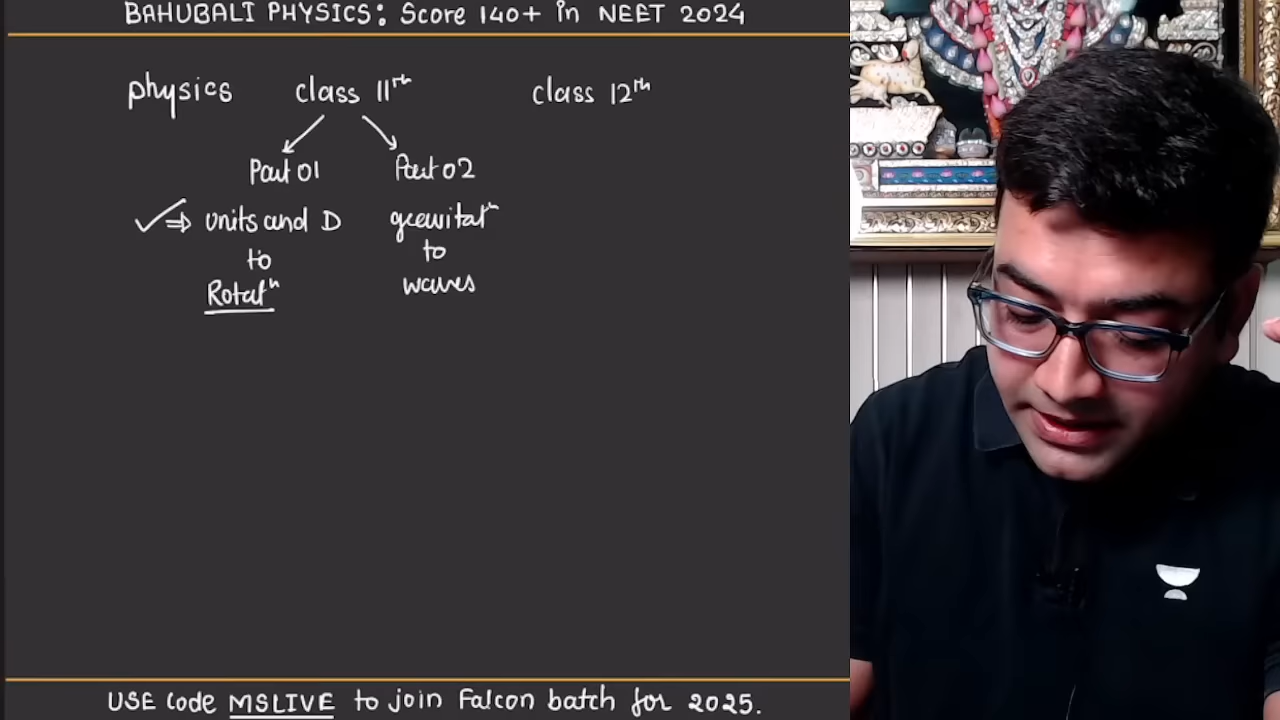 BAHUBALI PHYSICS: Score 140+ in NEET 2024
physics class 11th class 12th
Part 01 Part 02
✓⇒ units and D gravitatn
to to
Rotatn waves
USE Code MSLIVE to join Falcon batch for 2025.